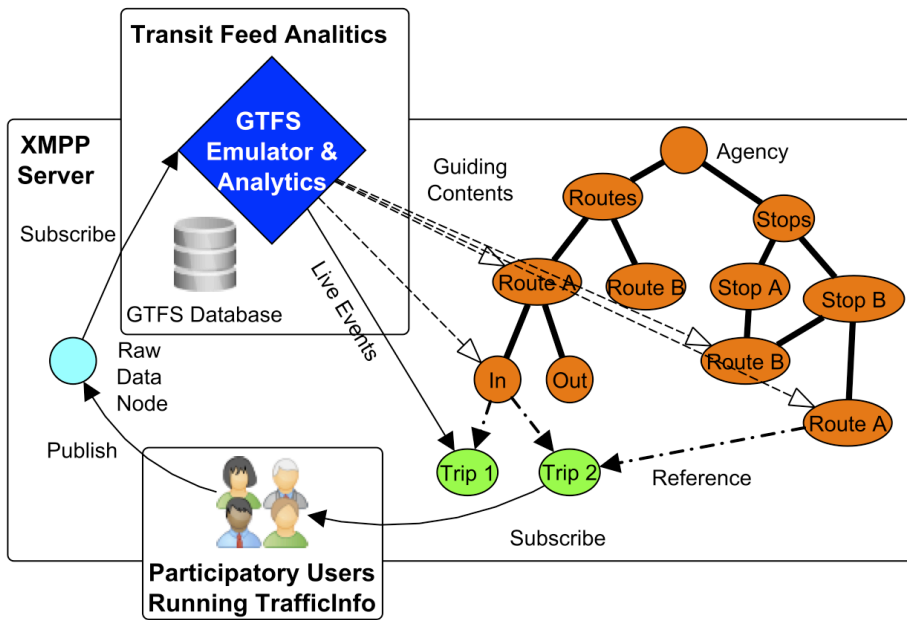 Transit Feed Analitics
XMPP
Server
GTFS
Emulator &
Analytics
Guiding
Contents
Agency
Routes
Stops
Subscribe
Live Events
Route A
Route B
Stop A
Stop B
GTFS Database
Raw
Data
Node
In
Out
Route B
Route A
Publish
Trip 1
Trip 2
Reference
Subscribe
Participatory Users
Running TrafficInfo